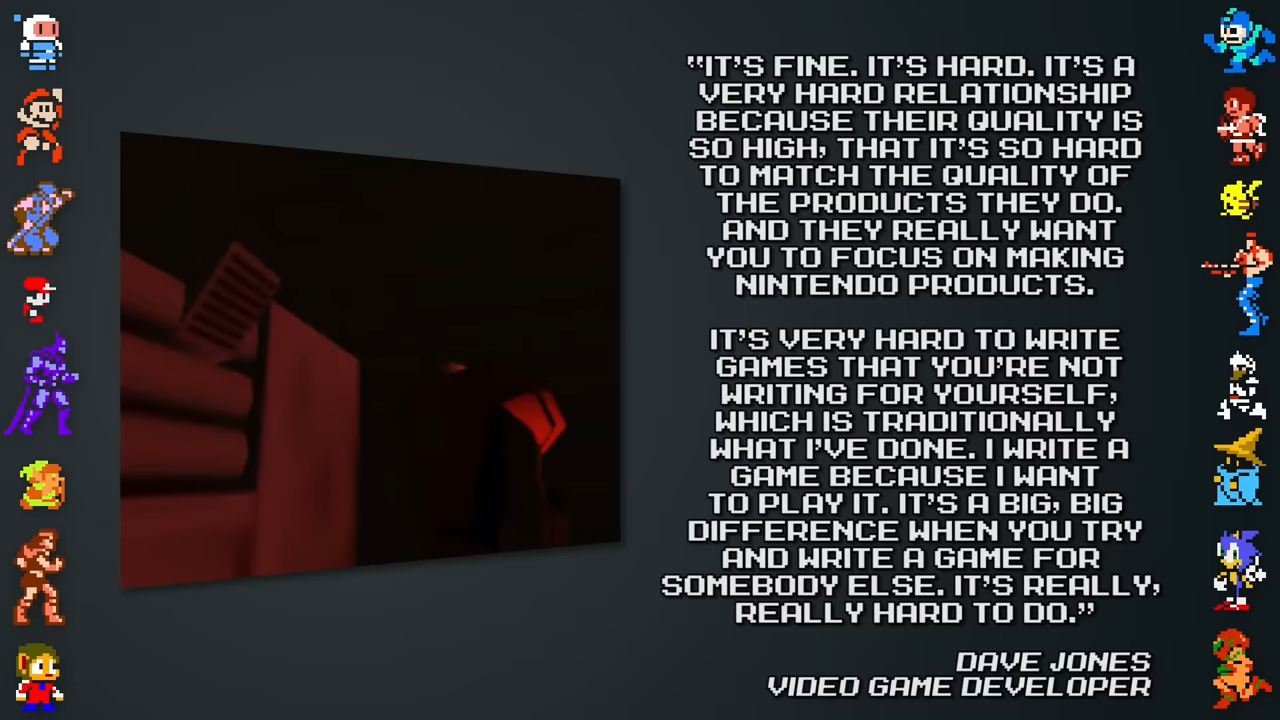 "IT'S FINE. IT'S HARD. IT'S A
VERY HARD RELATIONSHIP
BECAUSE THEIR QUALITY IS
SO HIGH, THAT IT'S SO HARD
TO MATCH THE QUALITY OF
THE PRODUCTS THEY DO.
AND THEY REALLY WANT
YOU TO FOCUS ON MAKING
NINTENDO PRODUCTS.
IT'S VERY HARD TO WRITE
GAMES THAT YOU'RE NOT
WRITING FOR YOURSELF,
WHICH IS TRADITIONALLY
WHAT I'VE DONE. I WRITE A
GAME BECAUSE I WANT
TO PLAY IT. IT'S A BIG, BIG
DIFFERENCE WHEN YOU TRY
AND WRITE A GAME FOR
SOMEBODY ELSE. IT'S REALLY,
REALLY HARD TO DO."
DAVE JONES
VIDEO GAME DEVELOPER